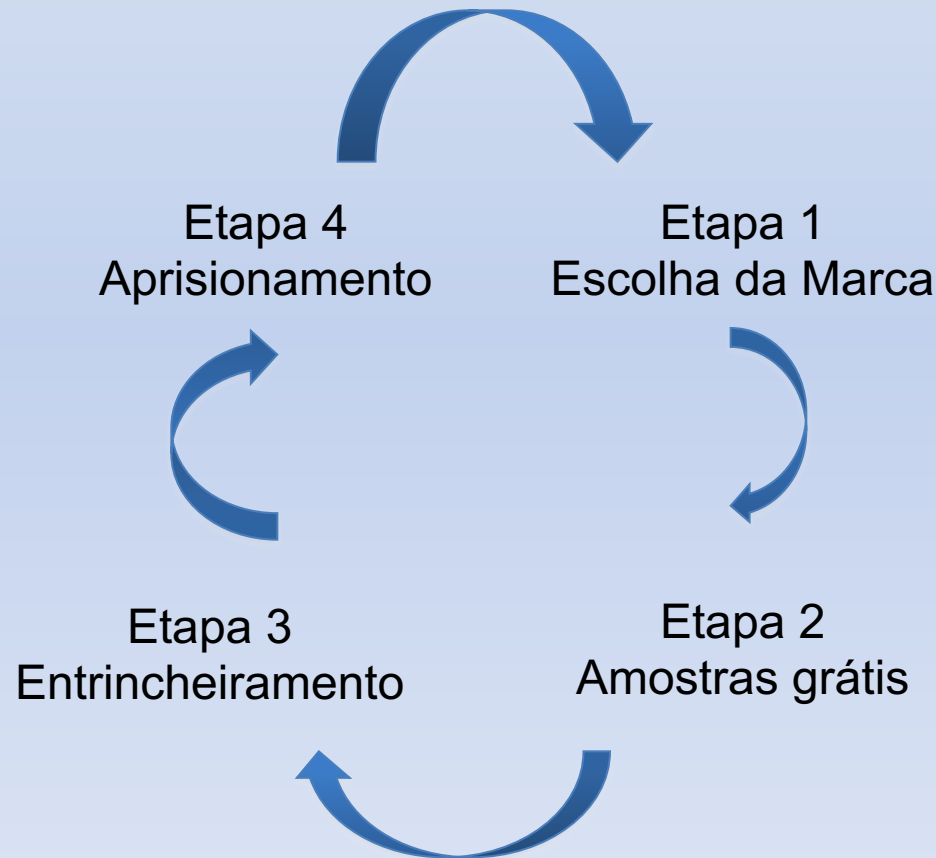 Etapa 4
Aprisionamento
Etapa 1
Escolha da Marca
Etapa 3
Entrincheiramento
Etapa 2
Amostras grátis